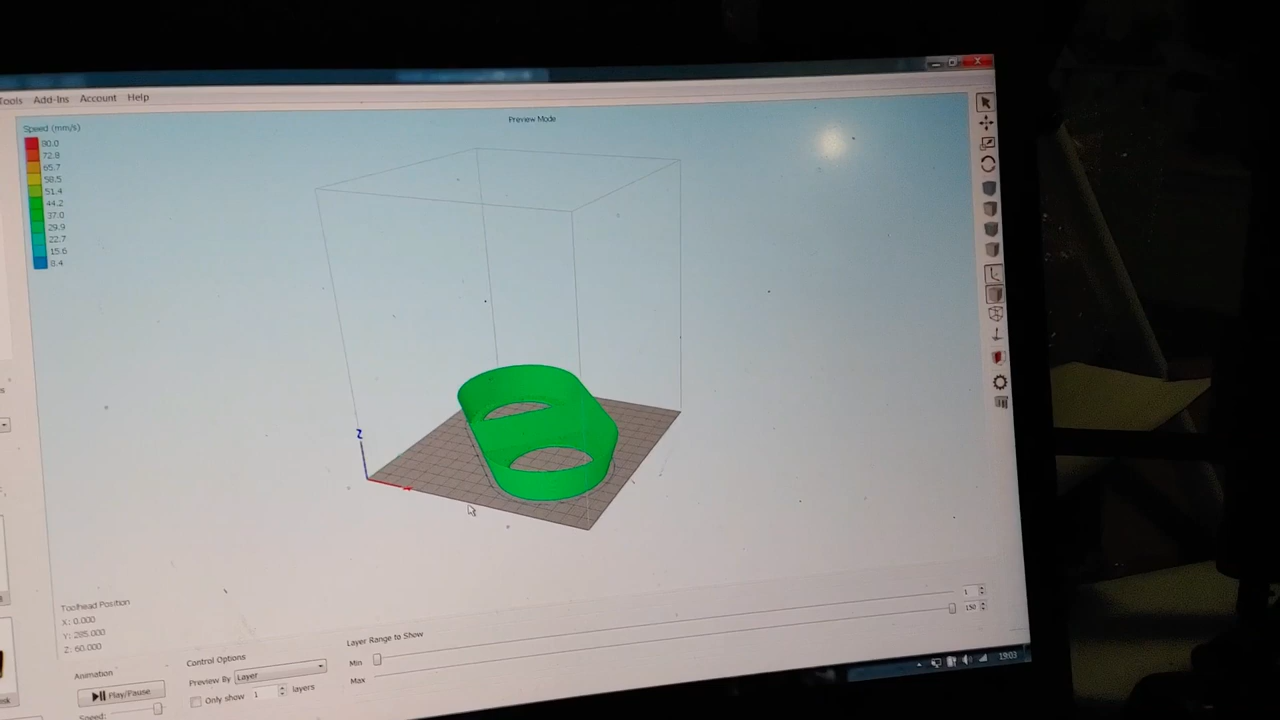 Tools Add-Ins Account Help
Preview Mode
Speed (mm/s)
80.0
72.8
65.7
58.5
51.4
44.2
37.0
29.9
22.7
15.6
8.4
Z
Toolhead Position
X: 0.000
Y: 285.000
Z: 60.000
Animation
Play/Pause
Speed:
Control Options
Preview By Layer
Only show 1 layers
Layer Range to Show
Min
Max
1
150
19:03